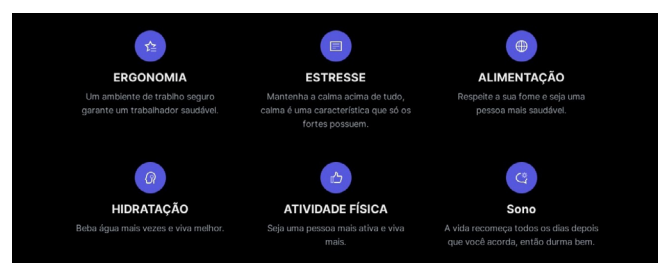 ERGONOMIA
Um ambiente de trablho seguro
garante um trabalhador saudável.
ESTRESSE
Mantenha a calma acima de tudo,
calma é uma característica que só os
fortes possuem.
ALIMENTAÇÃO
Respeite a sua fome e seja uma
pessoa mais saudável.
HIDRATAÇÃO
Beba água mais vezes e viva melhor.
ATIVIDADE FÍSICA
Seja uma pessoa mais ativa e viva
mais.
Sono
A vida recomeça todos os dias depois
que você acorda, então durma bem.